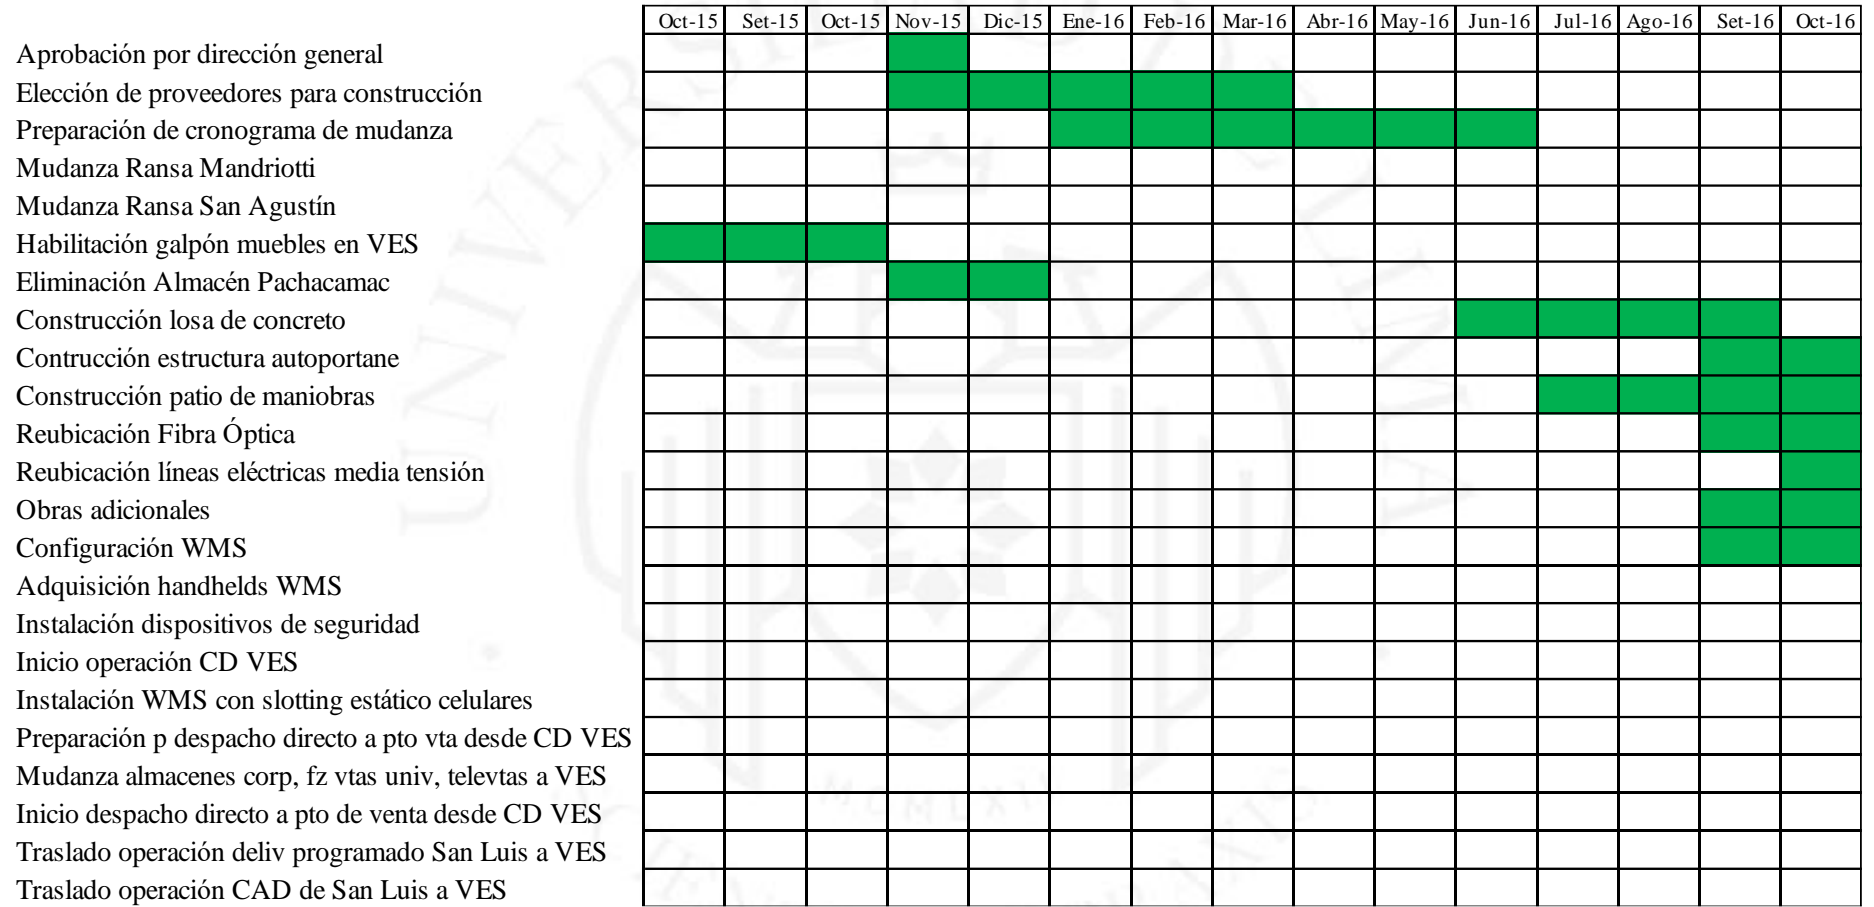 Oct-15 Set-15 Oct-15 Nov-15 Dic-15 Ene-16 Feb-16 Mar-16 Abr-16 May-16 Jun-16 Jul-16 Ago-16 Set-16 Oct-16
Aprobación por dirección general
Elección de proveedores para construcción
Preparación de cronograma de mudanza
Mudanza Ransa Mandriotti
Mudanza Ransa San Agustín
Habilitación galpón muebles en VES
Eliminación Almacén Pachacamac
Construcción losa de concreto
Contrucción estructura autoportane
Construcción patio de maniobras
Reubicación Fibra Óptica
Reubicación líneas eléctricas media tensión
Obras adicionales
Configuración WMS
Adquisición handhelds WMS
Instalación dispositivos de seguridad
Inicio operación CD VES
Instalación WMS con slotting estático celulares
Preparación p despacho directo a pto vta desde CD VES
Mudanza almacenes corp, fz vtas univ, televtas a VES
Inicio despacho directo a pto de venta desde CD VES
Traslado operación deliv programado San Luis a VES
Traslado operación CAD de San Luis a VES